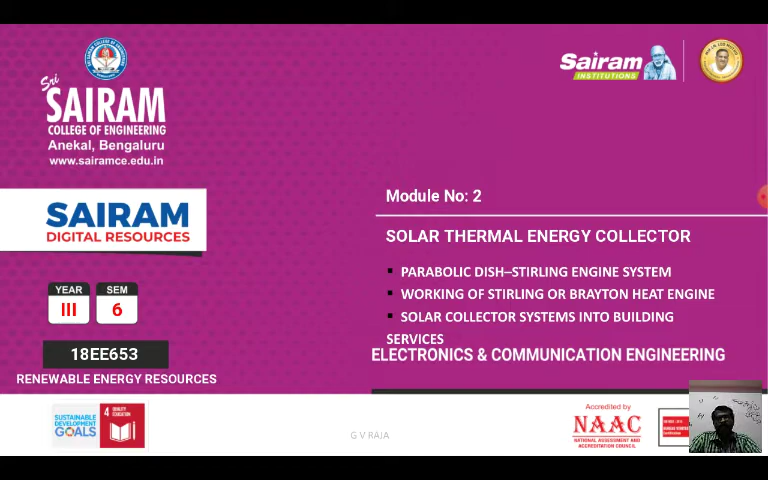 Sri
SAIRAM
COLLEGE OF ENGINEERING
Anekal, Bengaluru
www.sairamce.edu.in
Sairam
INSTITUTIONS
SAIRAM
DIGITAL RESOURCES
YEAR
III
SEM
6
18EE653
RENEWABLE ENERGY RESOURCES
Module No: 2
SOLAR THERMAL ENERGY COLLECTOR
▪ PARABOLIC DISH–STIRLING ENGINE SYSTEM
▪ WORKING OF STIRLING OR BRAYTON HEAT ENGINE
▪ SOLAR COLLECTOR SYSTEMS INTO BUILDING
SERVICES
ELECTRONICS & COMMUNICATION ENGINEERING
SUSTAINABLE
DEVELOPMENT
GOALS
4 QUALITY
EDUCATION
G V RAJA
Accredited by
NAAC
NATIONAL ASSESSMENT AND
ACCREDITATION COUNCIL